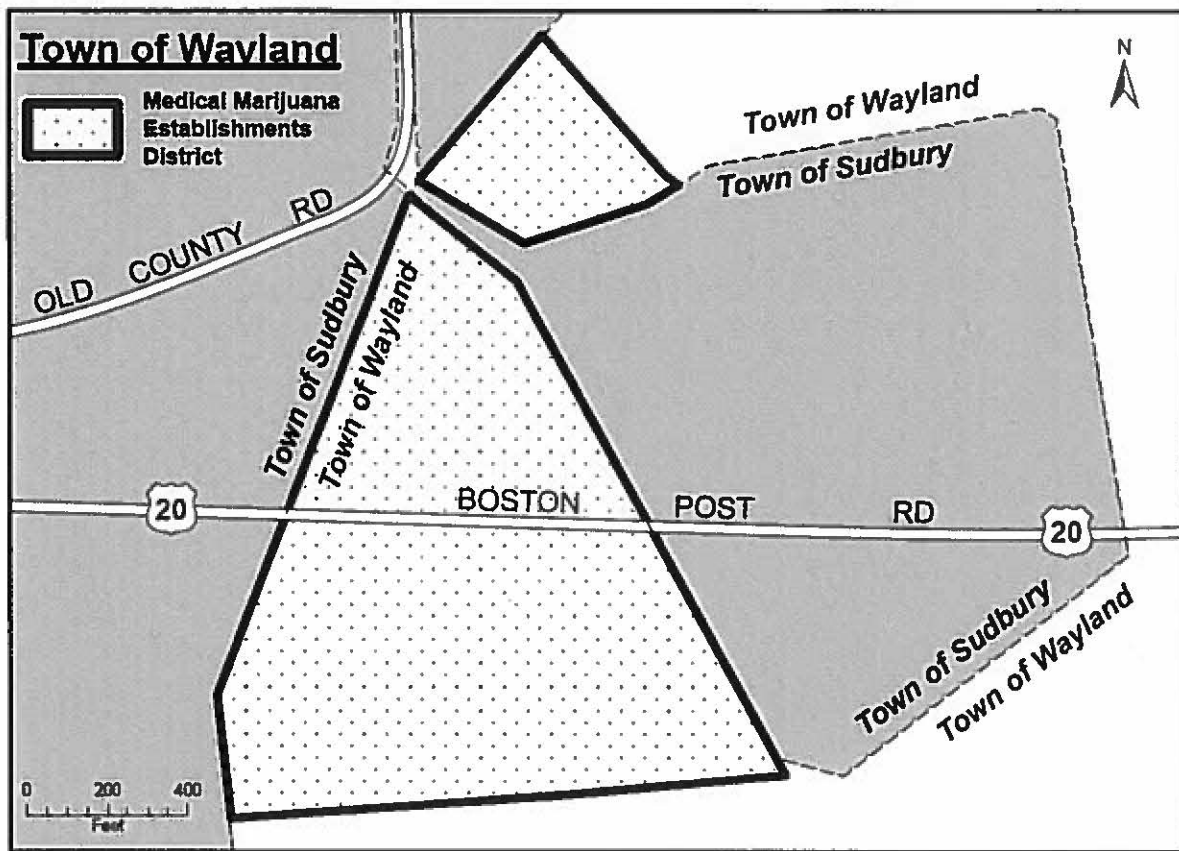 Town of Wayland
Medical Marijuana
Establishments
District
N
Town of Wayland
Town of Sudbury
OLD COUNTY RD
Town of Sudbury
Town of Wayland
20
BOSTON POST RD
20
Town of Sudbury
Town of Wayland
0 200 400
Feet